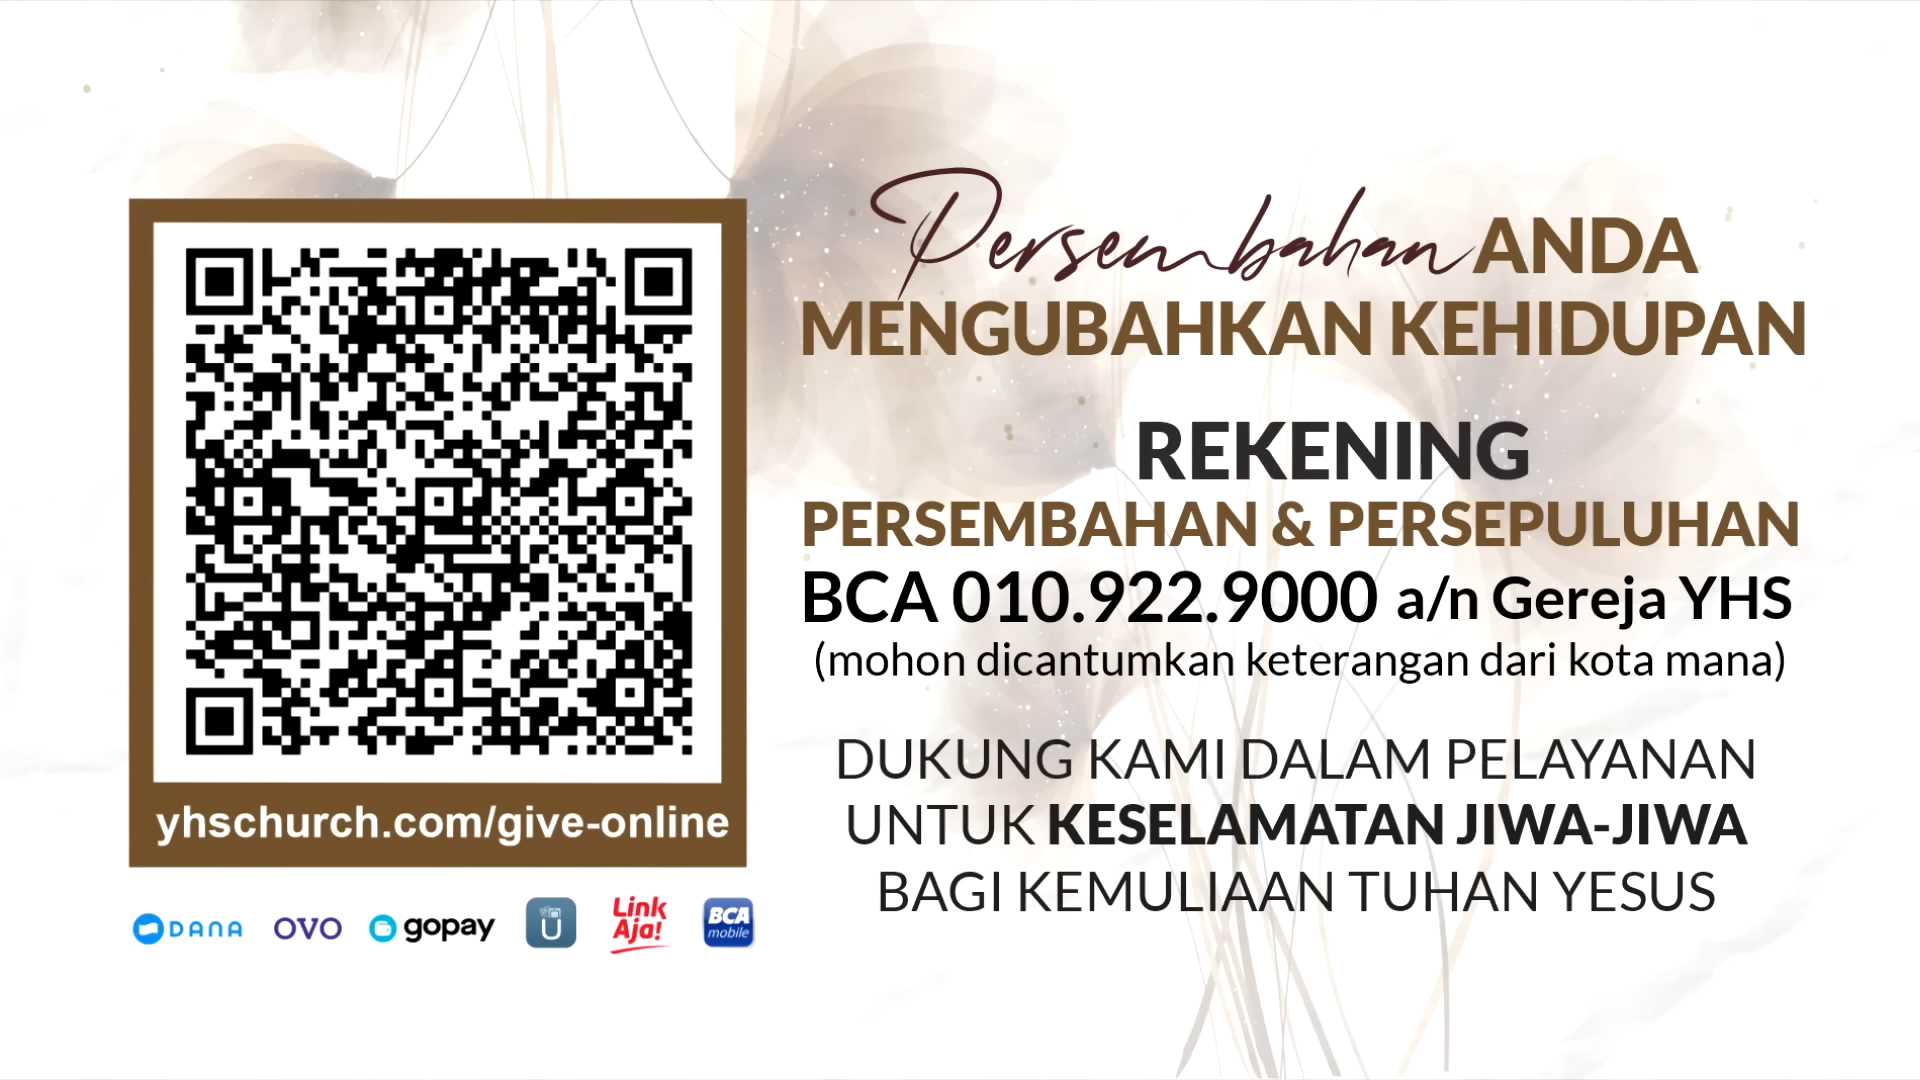 Persembahan ANDA
MENGUBAHKAN KEHIDUPAN
REKENING
PERSEMBAHAN & PERSEPULUHAN
BCA 010.922.9000 a/n Gereja YHS
(mohon dicantumkan keterangan dari kota mana)
DUKUNG KAMI DALAM PELAYANAN
UNTUK KESELAMATAN JIWA-JIWA
BAGI KEMULIAAN TUHAN YESUS
yhschurch.com/give-online
DANA OVO gopay U Link Aja! BCA mobile